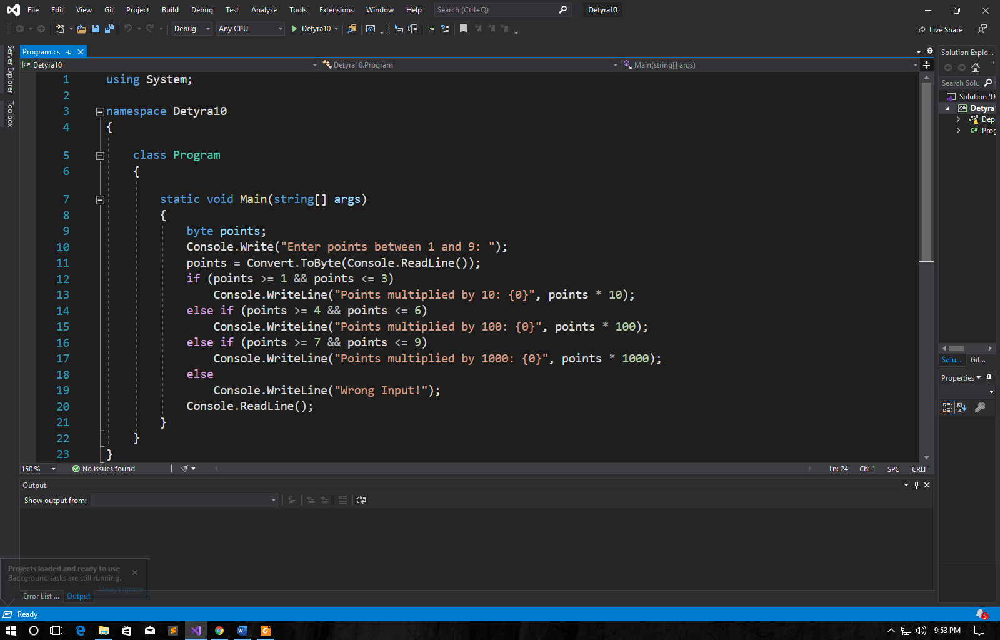 File Edit View Git Project Build Debug Test Analyze Tools Extensions Window Help Search (Ctrl+Q) Detyra10
Debug Any CPU Detyra10 Live Share
Server Explorer
Toolbox
Program.cs
Detyra10 Detyra10.Program Main(string[] args)
1 using System;
2
3 namespace Detyra10
4 {
5 class Program
6 {
7 static void Main(string[] args)
8 {
9 byte points;
10 Console.Write("Enter points between 1 and 9: ");
11 points = Convert.ToByte(Console.ReadLine());
12 if (points >= 1 && points <= 3)
13 Console.WriteLine("Points multiplied by 10: {0}", points * 10);
14 else if (points >= 4 && points <= 6)
15 Console.WriteLine("Points multiplied by 100: {0}", points * 100);
16 else if (points >= 7 && points <= 9)
17 Console.WriteLine("Points multiplied by 1000: {0}", points * 1000);
18 else
19 Console.WriteLine("Wrong Input!");
20 Console.ReadLine();
21 }
22 }
23 }
150 % No issues found Ln: 24 Ch: 1 SPC CRLF
Solution Explo...
Search Solu
Solution 'D
C# Detyra
Dep
C# Prog
Solu... Git...
Properties
Output
Show output from:
Projects loaded and ready to use
Background tasks are still running.
Always ignore
Error List ... Output
Ready 5
9:53 PM